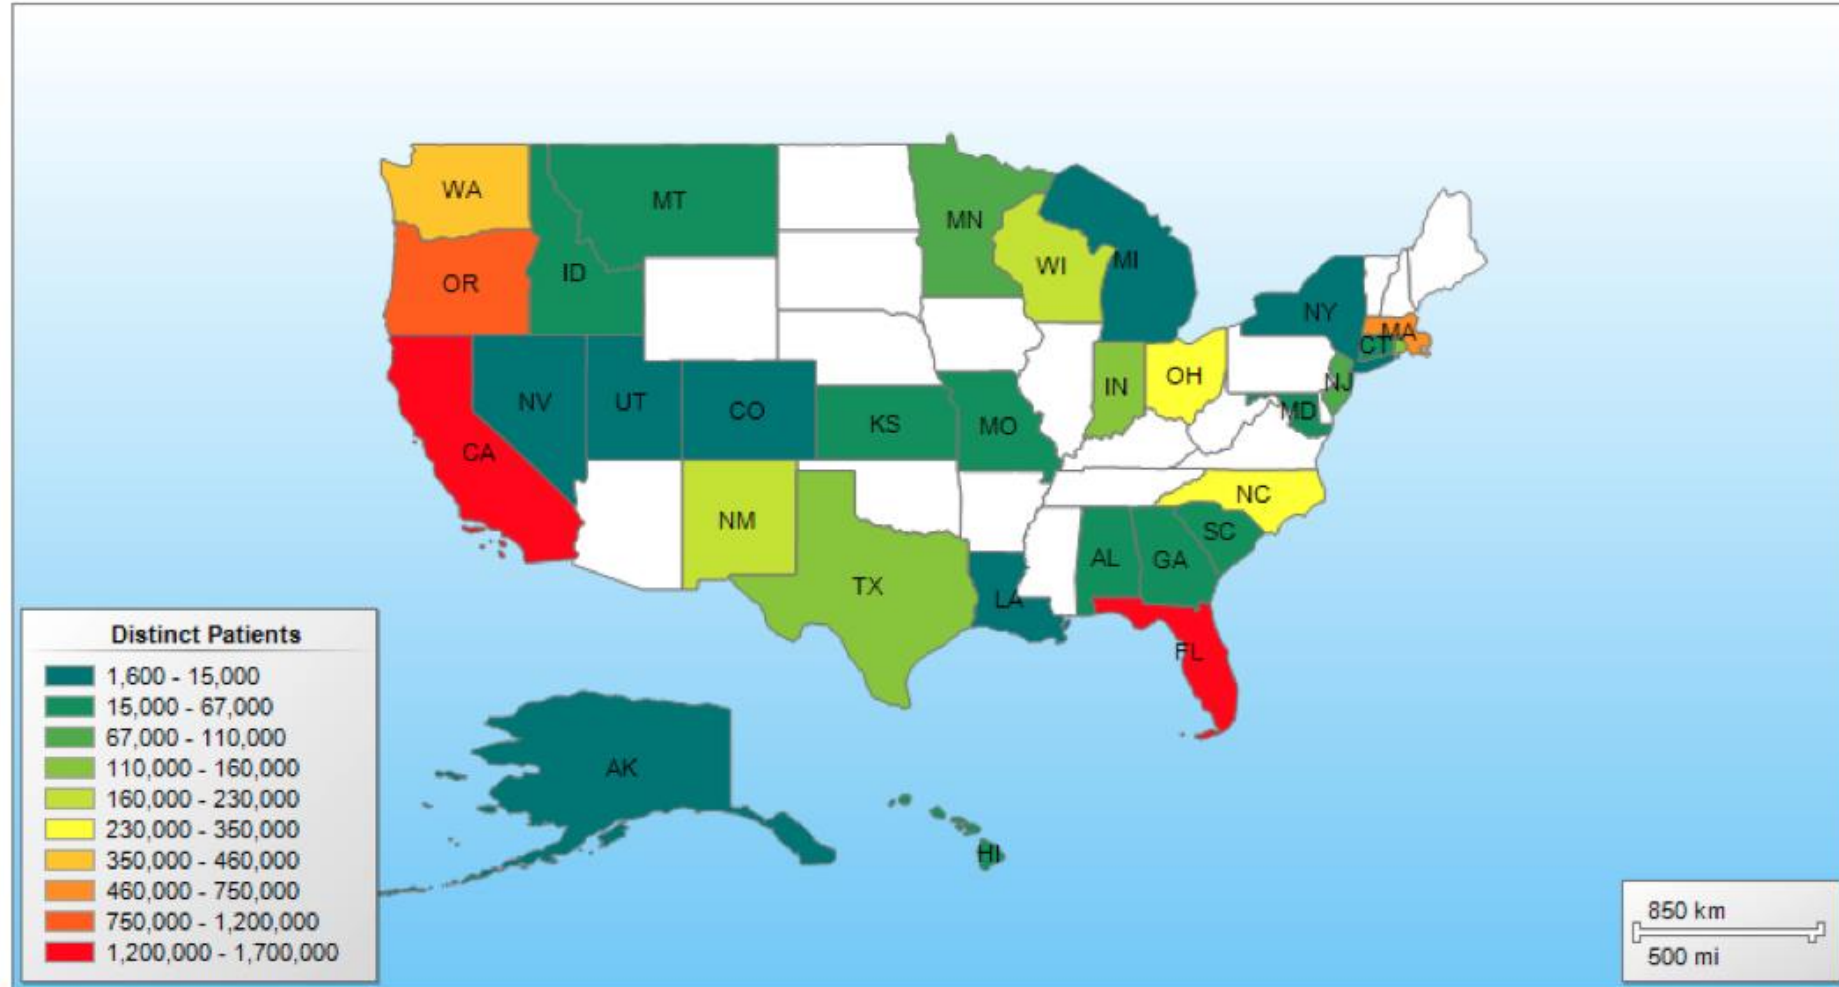 WA
MT
MN
OR
ID
WI
MI
NY
MA
CT
NV
UT
CO
KS
MO
IN
OH
NJ
MD
CA
NM
NC
TX
AL
GA
SC
LA
FL
AK
HI
Distinct Patients
1,600 - 15,000
15,000 - 67,000
67,000 - 110,000
110,000 - 160,000
160,000 - 230,000
230,000 - 350,000
350,000 - 460,000
460,000 - 750,000
750,000 - 1,200,000
1,200,000 - 1,700,000
850 km
500 mi